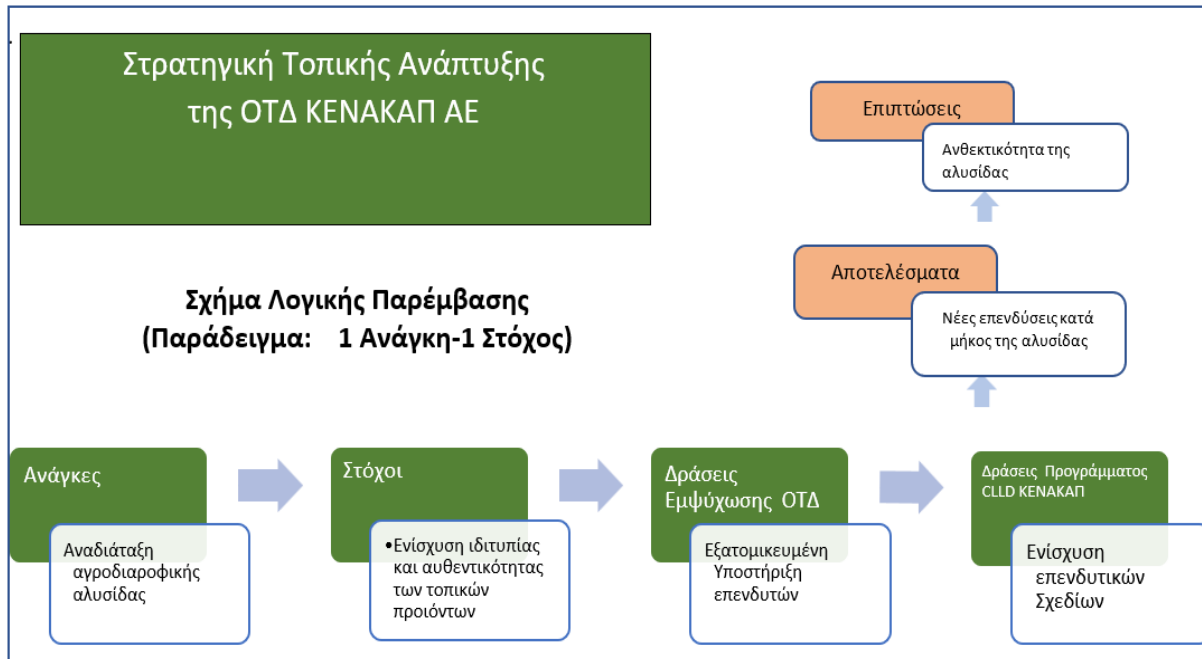 Στρατηγική Τοπικής Ανάπτυξης
της ΟΤΔ ΚΕΝΑΚΑΠ ΑΕ
Σχήμα Λογικής Παρέμβασης
(Παράδειγμα: 1 Ανάγκη-1 Στόχος)
Επιπτώσεις
Ανθεκτικότητα της
αλυσίδας
Αποτελέσματα
Νέες επενδύσεις κατά
μήκος της αλυσίδας
Ανάγκες
Αναδιάταξη
αγροδιαροφικής
αλυσίδας
Στόχοι
•Ενίσχυση ιδιτυπίας
και αυθεντικότητας
των τοπικών
προιόντων
Δράσεις
Εμψύχωσης ΟΤΔ
Εξατομικευμένη
Υποστήριξη
επενδυτών
Δράσεις Προγράμματος
CLLD ΚΕΝΑΚΑΠ
Ενίσχυση
επενδυτικών
Σχεδίων